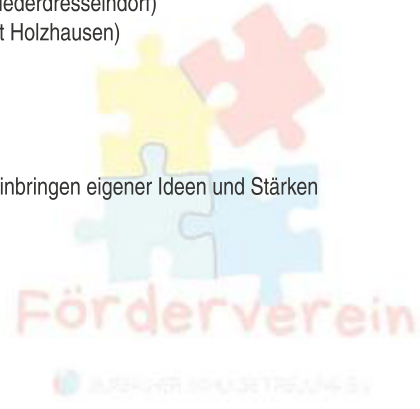 iederdresselndorf)
t Holzhausen)
inbringen eigener Ideen und Stärken
Förderverein